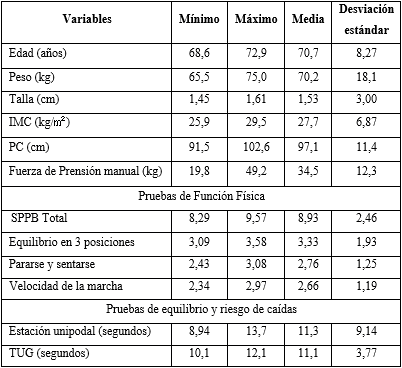 Variables Mínimo Máximo Media Desviación estándar
Edad (años) 68,6 72,9 70,7 8,27
Peso (kg) 65,5 75,0 70,2 18,1
Talla (cm) 1,45 1,61 1,53 3,00
IMC (kg/m²) 25,9 29,5 27,7 6,87
PC (cm) 91,5 102,6 97,1 11,4
Fuerza de Prensión manual (kg) 19,8 49,2 34,5 12,3
Pruebas de Función Física
SPPB Total 8,29 9,57 8,93 2,46
Equilibrio en 3 posiciones 3,09 3,58 3,33 1,93
Pararse y sentarse 2,43 3,08 2,76 1,25
Velocidad de la marcha 2,34 2,97 2,66 1,19
Pruebas de equilibrio y riesgo de caídas
Estación unipodal (segundos) 8,94 13,7 11,3 9,14
TUG (segundos) 10,1 12,1 11,1 3,77